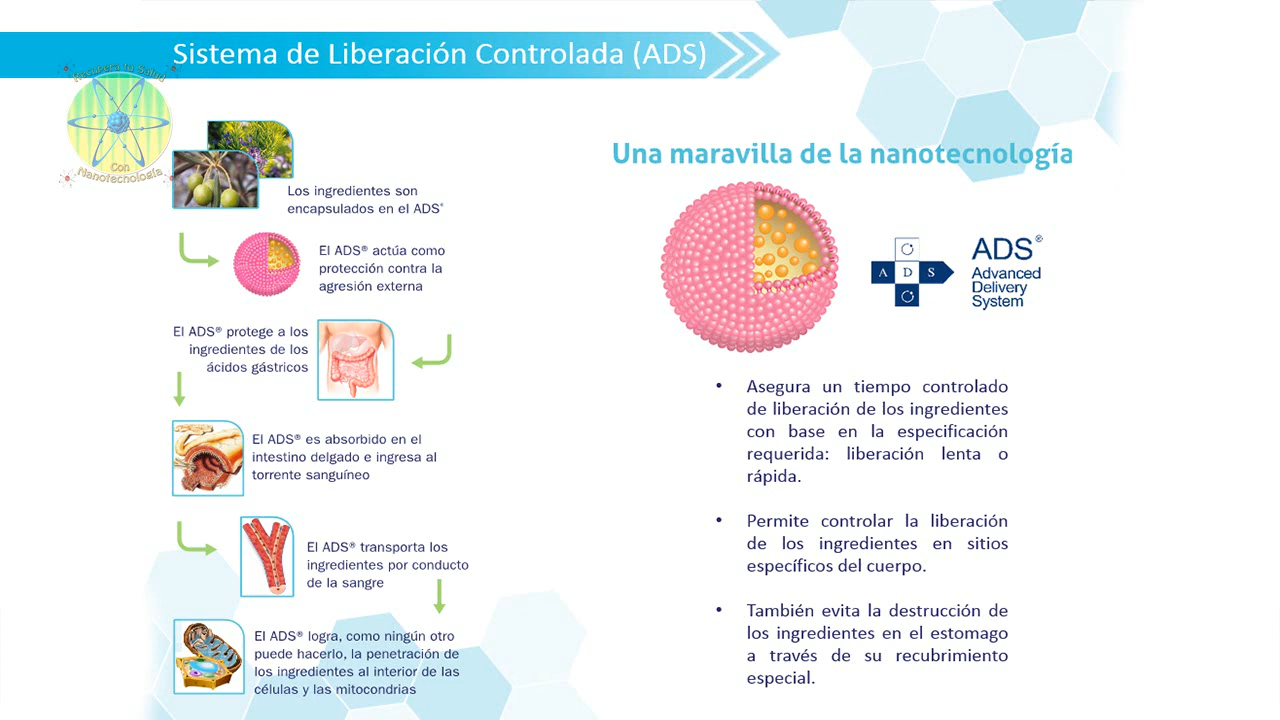 Sistema de Liberación Controlada (ADS)
Recupera tu Salud
Con
Nanotecnología
Los ingredientes son
encapsulados en el ADS®
El ADS® actúa como
protección contra la
agresión externa
El ADS® protege a los
ingredientes de los
ácidos gástricos
El ADS® es absorbido en el
intestino delgado e ingresa al
torrente sanguíneo
El ADS® transporta los
ingredientes por conducto
de la sangre
El ADS® logra, como ningún otro
puede hacerlo, la penetración de
los ingredientes al interior de las
células y las mitocondrias
Una maravilla de la nanotecnología
A D S
ADS®
Advanced
Delivery
System
• Asegura un tiempo controlado
de liberación de los ingredientes
con base en la especificación
requerida: liberación lenta o
rápida.
• Permite controlar la liberación
de los ingredientes en sitios
específicos del cuerpo.
• También evita la destrucción de
los ingredientes en el estomago
a través de su recubrimiento
especial.